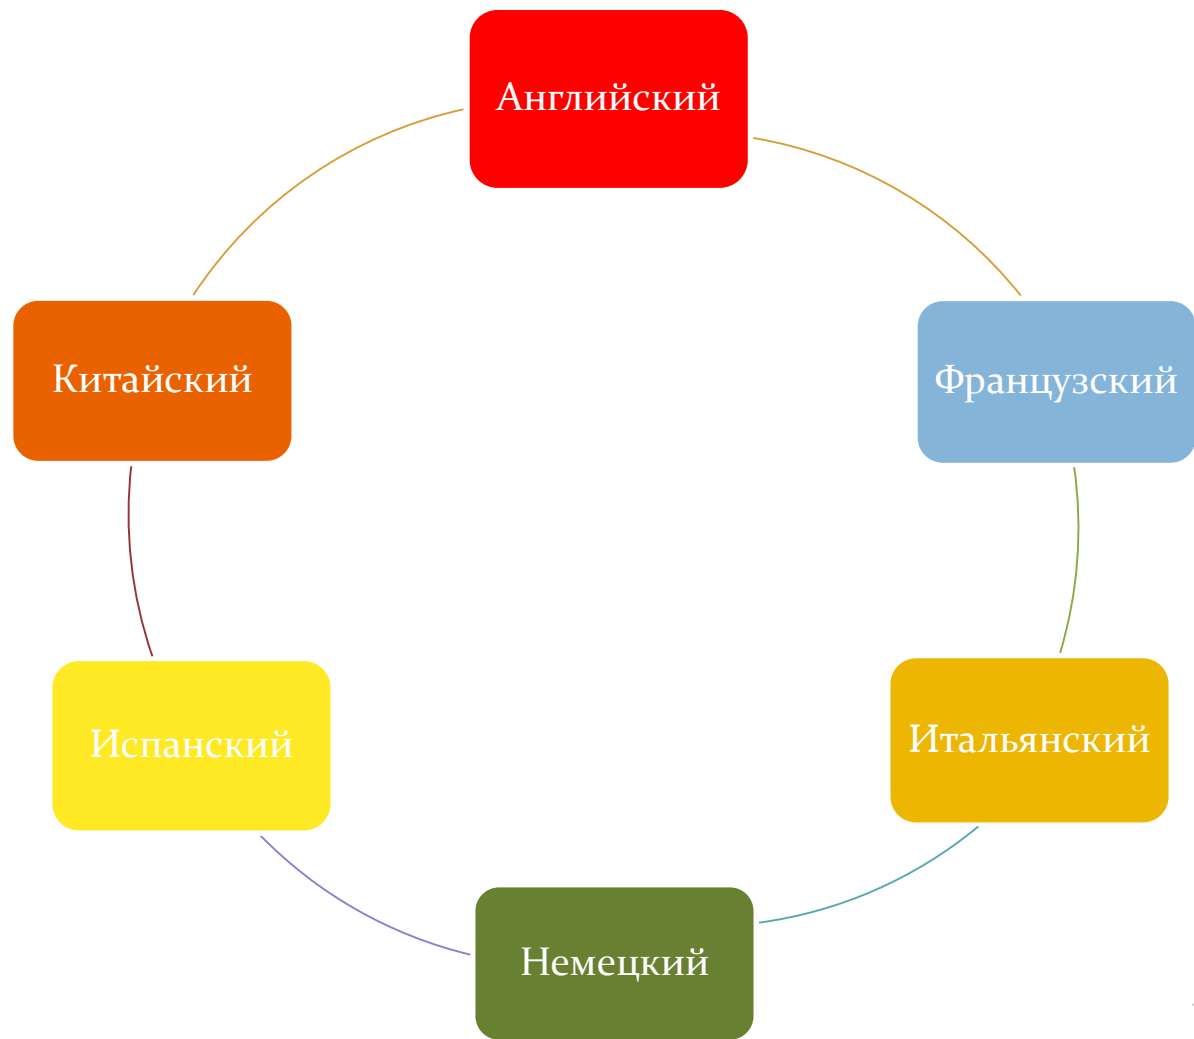 Английский
Французский
Итальянский
Немецкий
Испанский
Китайский